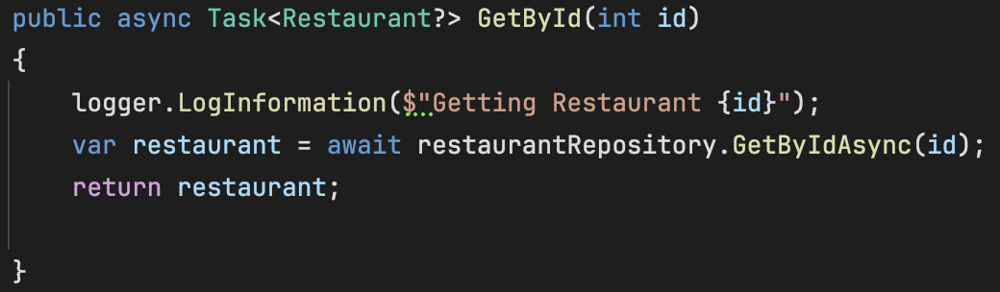 public async Task<Restaurant?> GetById(int id)
{
    logger.LogInformation($"Getting Restaurant {id}");
    var restaurant = await restaurantRepository.GetByIdAsync(id);
    return restaurant;
}